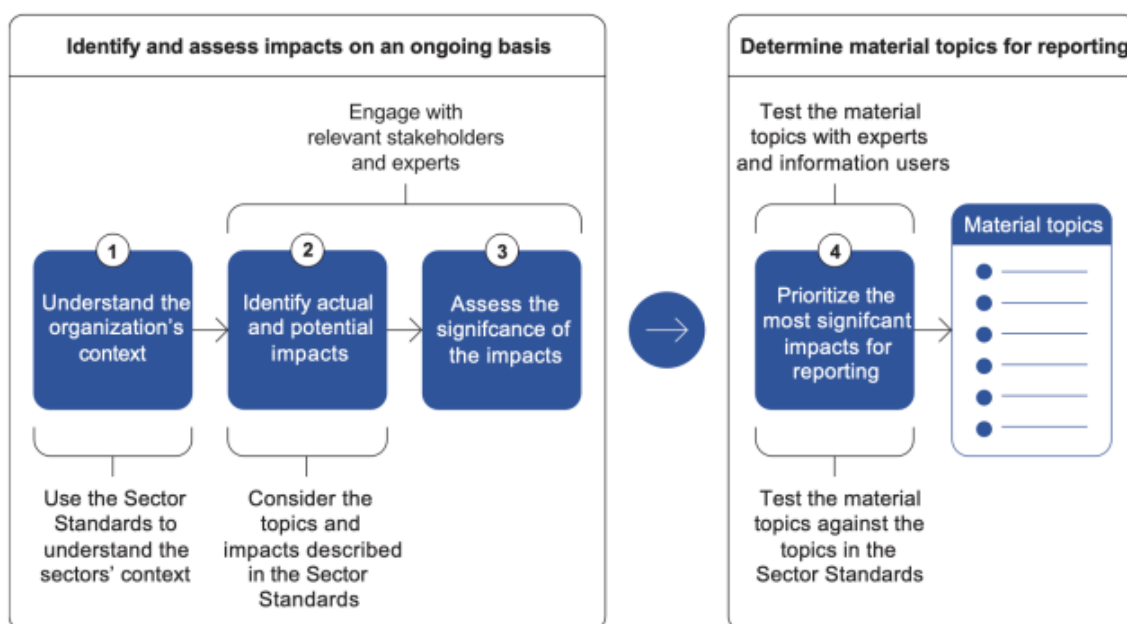 Identify and assess impacts on an ongoing basis
Engage with
relevant stakeholders
and experts
1
Understand the
organization's
context
2
Identify actual
and potential
impacts
3
Assess the
signifcance of
the impacts
Use the Sector
Standards to
understand the
sectors' context
Consider the
topics and
impacts described
in the Sector
Standards
Determine material topics for reporting
Test the material
topics with experts
and information users
4
Prioritize the
most signifcant
impacts for
reporting
Material topics
Test the material
topics against the
topics in the
Sector Standards